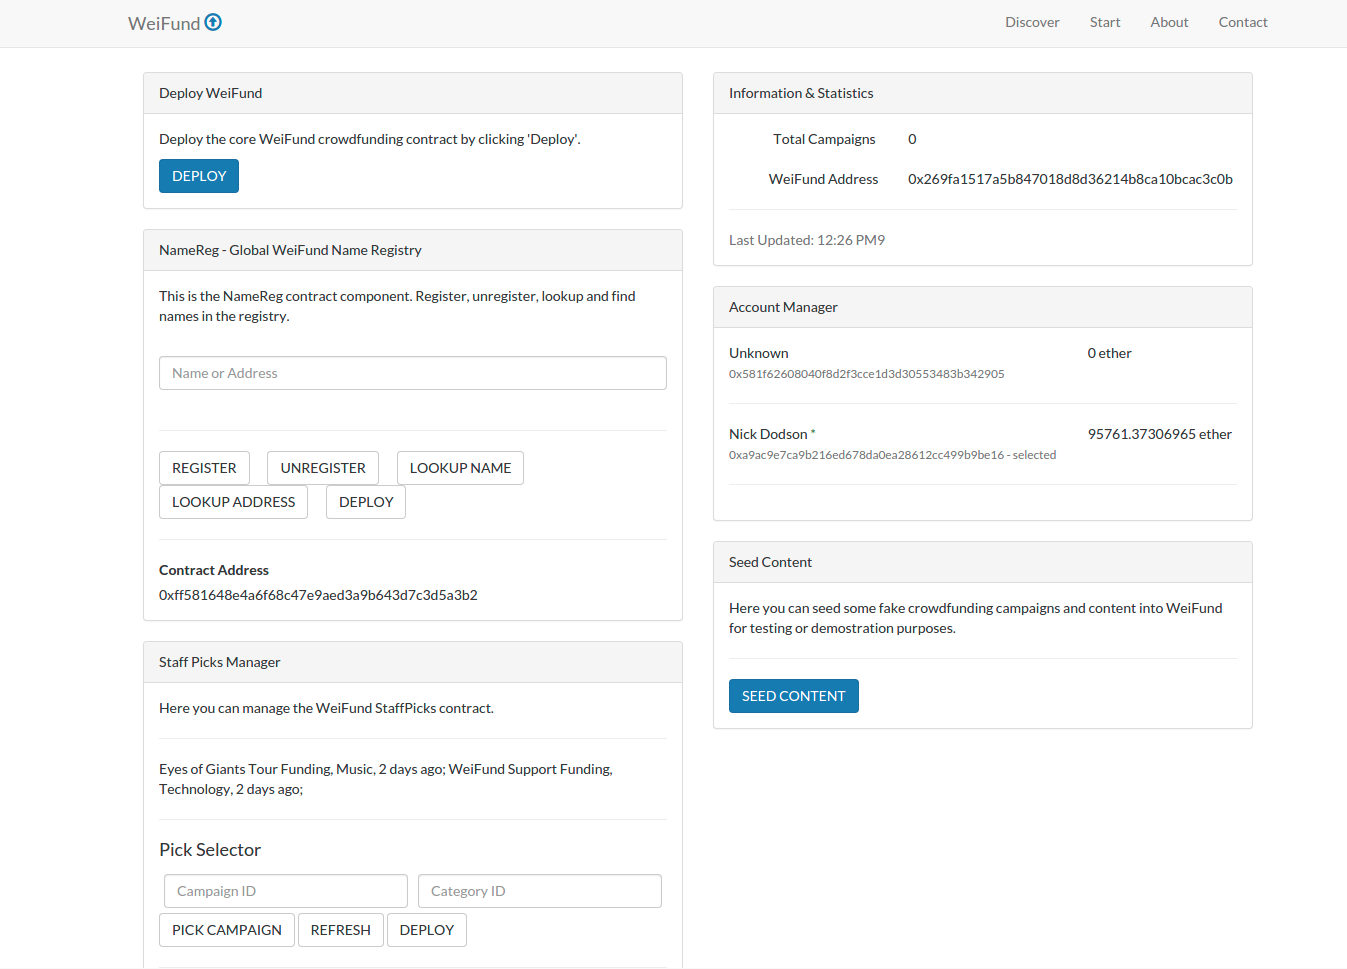 WeiFund
Discover
Start
About
Contact
Deploy WeiFund
Deploy the core WeiFund crowdfunding contract by clicking 'Deploy'.
DEPLOY
NameReg - Global WeiFund Name Registry
This is the NameReg contract component. Register, unregister, lookup and find
names in the registry.
Name or Address
REGISTER
UNREGISTER
LOOKUP NAME
LOOKUP ADDRESS
DEPLOY
Contract Address
0xff581648e4a6f68c47e9aed3a9b643d7c3d5a3b2
Staff Picks Manager
Here you can manage the WeiFund StaffPicks contract.
Eyes of Giants Tour Funding, Music, 2 days ago; WeiFund Support Funding,
Technology, 2 days ago;
Pick Selector
Campaign ID
Category ID
PICK CAMPAIGN
REFRESH
DEPLOY
Information & Statistics
Total Campaigns 0
WeiFund Address 0x269fa1517a5b847018d8d36214b8ca10bcac3c0b
Last Updated: 12:26 PM9
Account Manager
Unknown 0 ether
0x581f62608040f8d2f3cce1d3d30553483b342905
Nick Dodson * 95761.37306965 ether
0xa9ac9e7ca9b216ed678da0ea28612cc499b9be16 - selected
Seed Content
Here you can seed some fake crowdfunding campaigns and content into WeiFund
for testing or demostration purposes.
SEED CONTENT